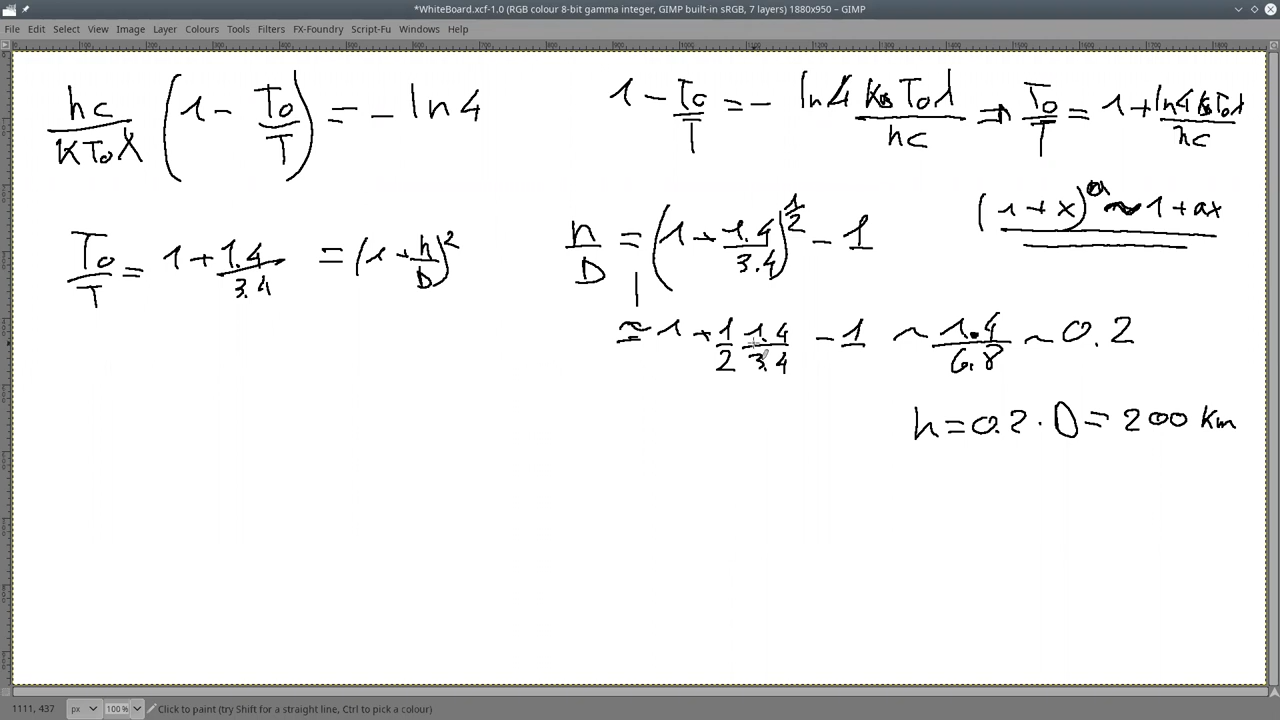 *WhiteBoard.xcf-1.0 (RGB colour 8-bit gamma integer, GIMP built-in sRGB, 7 layers) 1880x950 – GIMP
File Edit Select View Image Layer Colours Tools Filters FX-Foundry Script-Fu Windows Help
hc/(KT₀λ) (1 - T₀/T) = - ln4
1 - T₀/T = - ln4 K_B T₀ λ / hc ⇒ T₀/T = 1 + ln4 K_B T₀ λ / hc
(1 + x)^a ~ 1 + ax
T₀/T = 1 + 1.4/3.4 = (1 + h/D)²
h/D = (1 + 1.4/3.4)^(1/2) - 1
≈ 1 + 1/2 1.4/3.4 - 1 ~ 1.4/6.8 ~ 0.2
h = 0.2 · D = 200 Km
1111, 437 px 100% Click to paint (try Shift for a straight line, Ctrl to pick a colour)